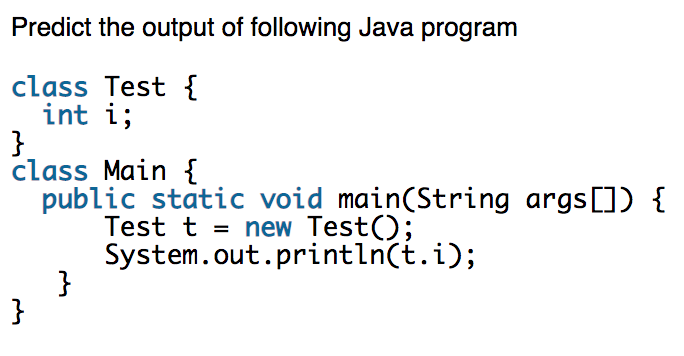 Predict the output of following Java program
class Test {
int i;
}
class Main {
public static void main(String args[]) {
Test t = new Test();
System.out.println(t.i);
}
}